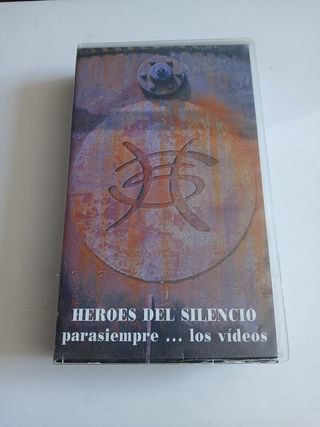 HEROES DEL SILENCIO
parasiempre ... los vídeos